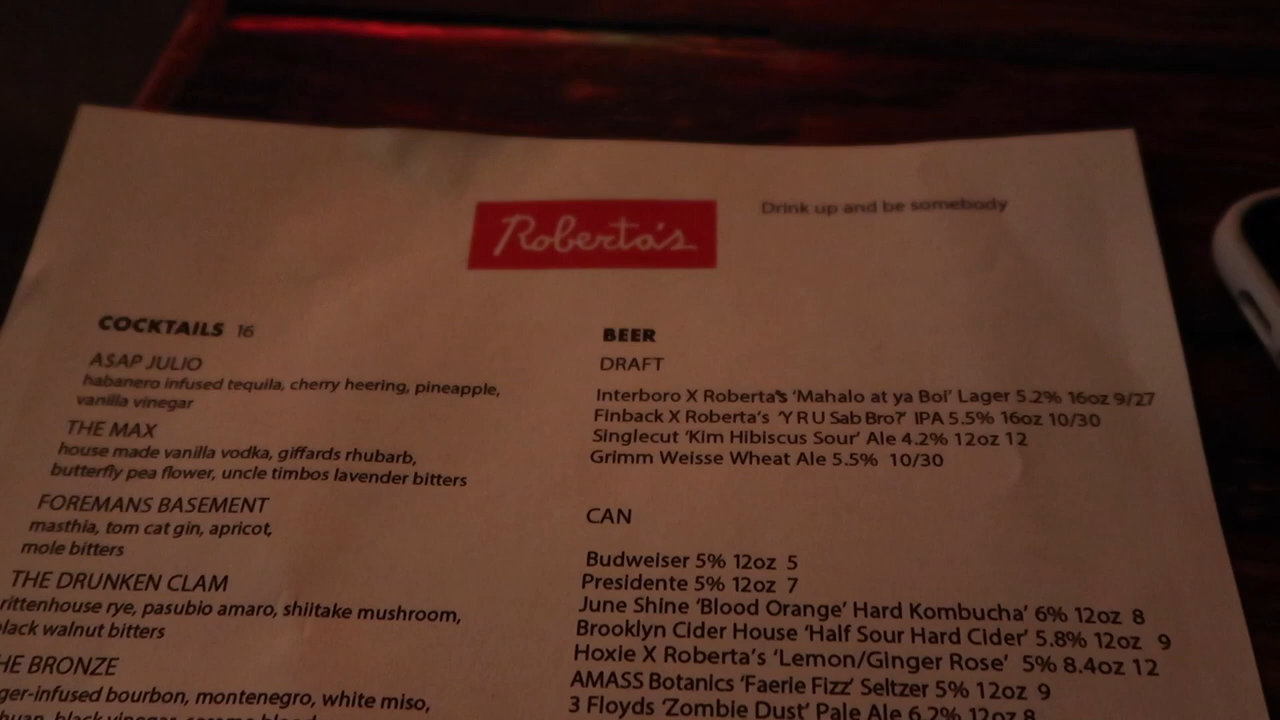 Roberta's
Drink up and be somebody
COCKTAILS 16
ASAP JULIO
habanero infused tequila, cherry heering, pineapple,
vanilla vinegar
THE MAX
house made vanilla vodka, giffards rhubarb,
butterfly pea flower, uncle timbos lavender bitters
FOREMANS BASEMENT
masthia, tom cat gin, apricot,
mole bitters
THE DRUNKEN CLAM
rittenhouse rye, pasubio amaro, shiitake mushroom,
black walnut bitters
THE BRONZE
ger-infused bourbon, montenegro, white miso,
black vinegar,
BEER
DRAFT
Interboro X Roberta's 'Mahalo at ya Boi' Lager 5.2% 16oz 9/27
Finback X Roberta's 'Y R U Sab Bro?' IPA 5.5% 16oz 10/30
Singlecut 'Kim Hibiscus Sour' Ale 4.2% 12oz 12
Grimm Weisse Wheat Ale 5.5% 10/30
CAN
Budweiser 5% 12oz 5
Presidente 5% 12oz 7
June Shine 'Blood Orange' Hard Kombucha' 6% 12oz 8
Brooklyn Cider House 'Half Sour Hard Cider' 5.8% 12oz 9
Hoxie X Roberta's 'Lemon/Ginger Rose' 5% 8.4oz 12
AMASS Botanics 'Faerie Fizz' Seltzer 5% 12oz 9
3 Floyds 'Zombie Dust' Pale Ale 6.2% 12oz 8